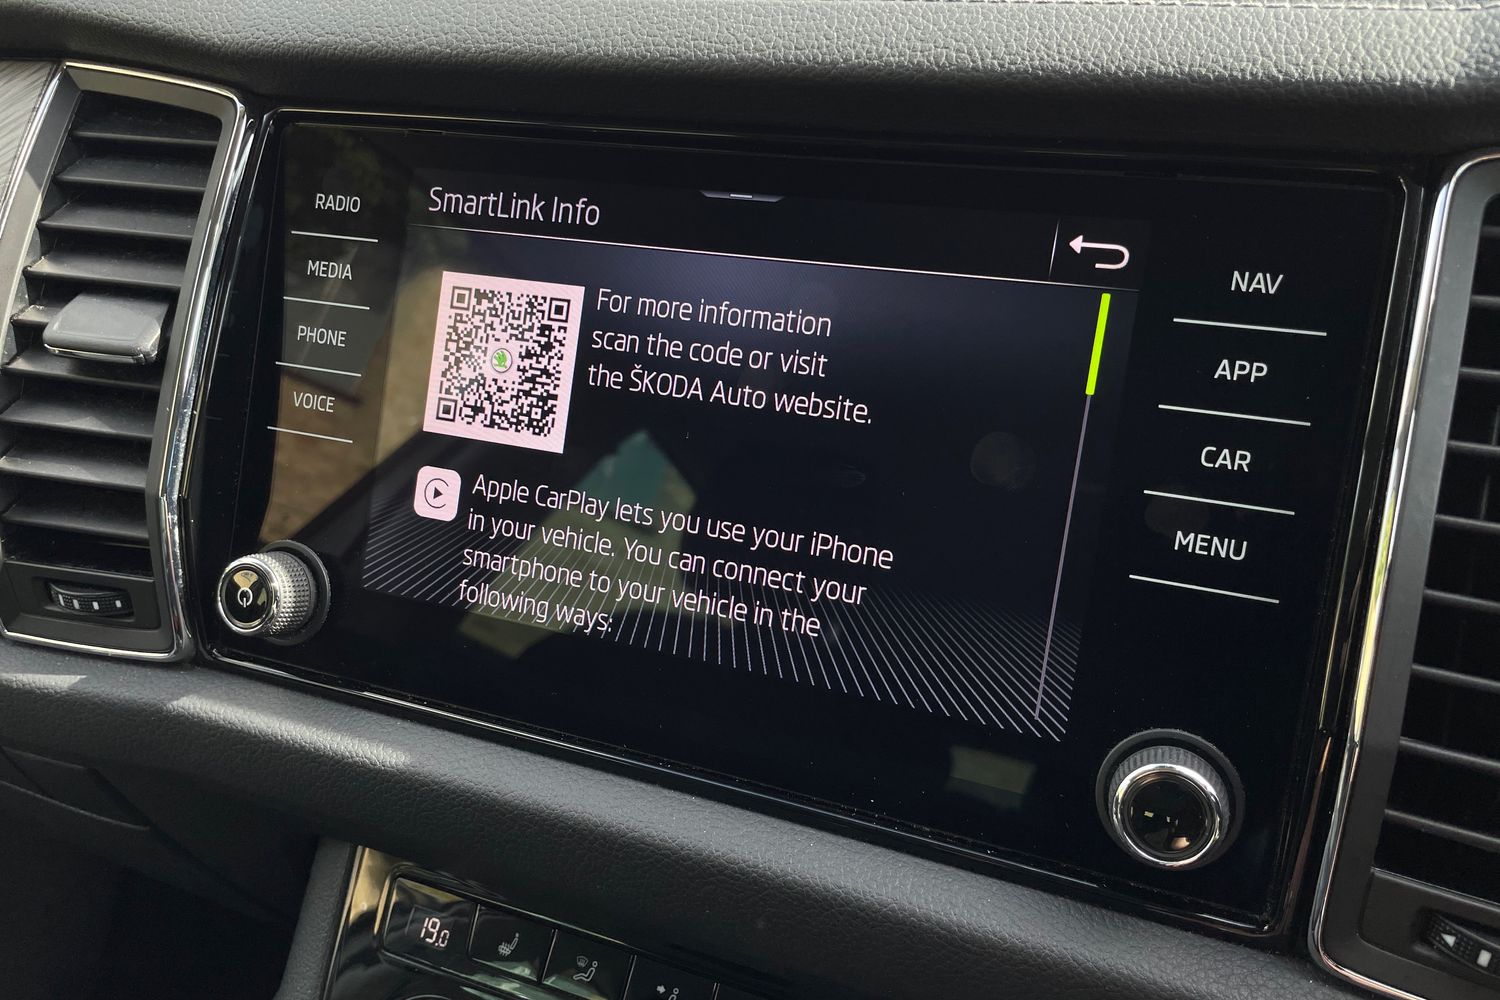 SmartLink Info
RADIO
MEDIA
PHONE
VOICE
For more information
scan the code or visit
the ŠKODA Auto website.
Apple CarPlay lets you use your iPhone
in your vehicle. You can connect your
smartphone to your vehicle in the
following ways:
NAV
APP
CAR
MENU
19.0